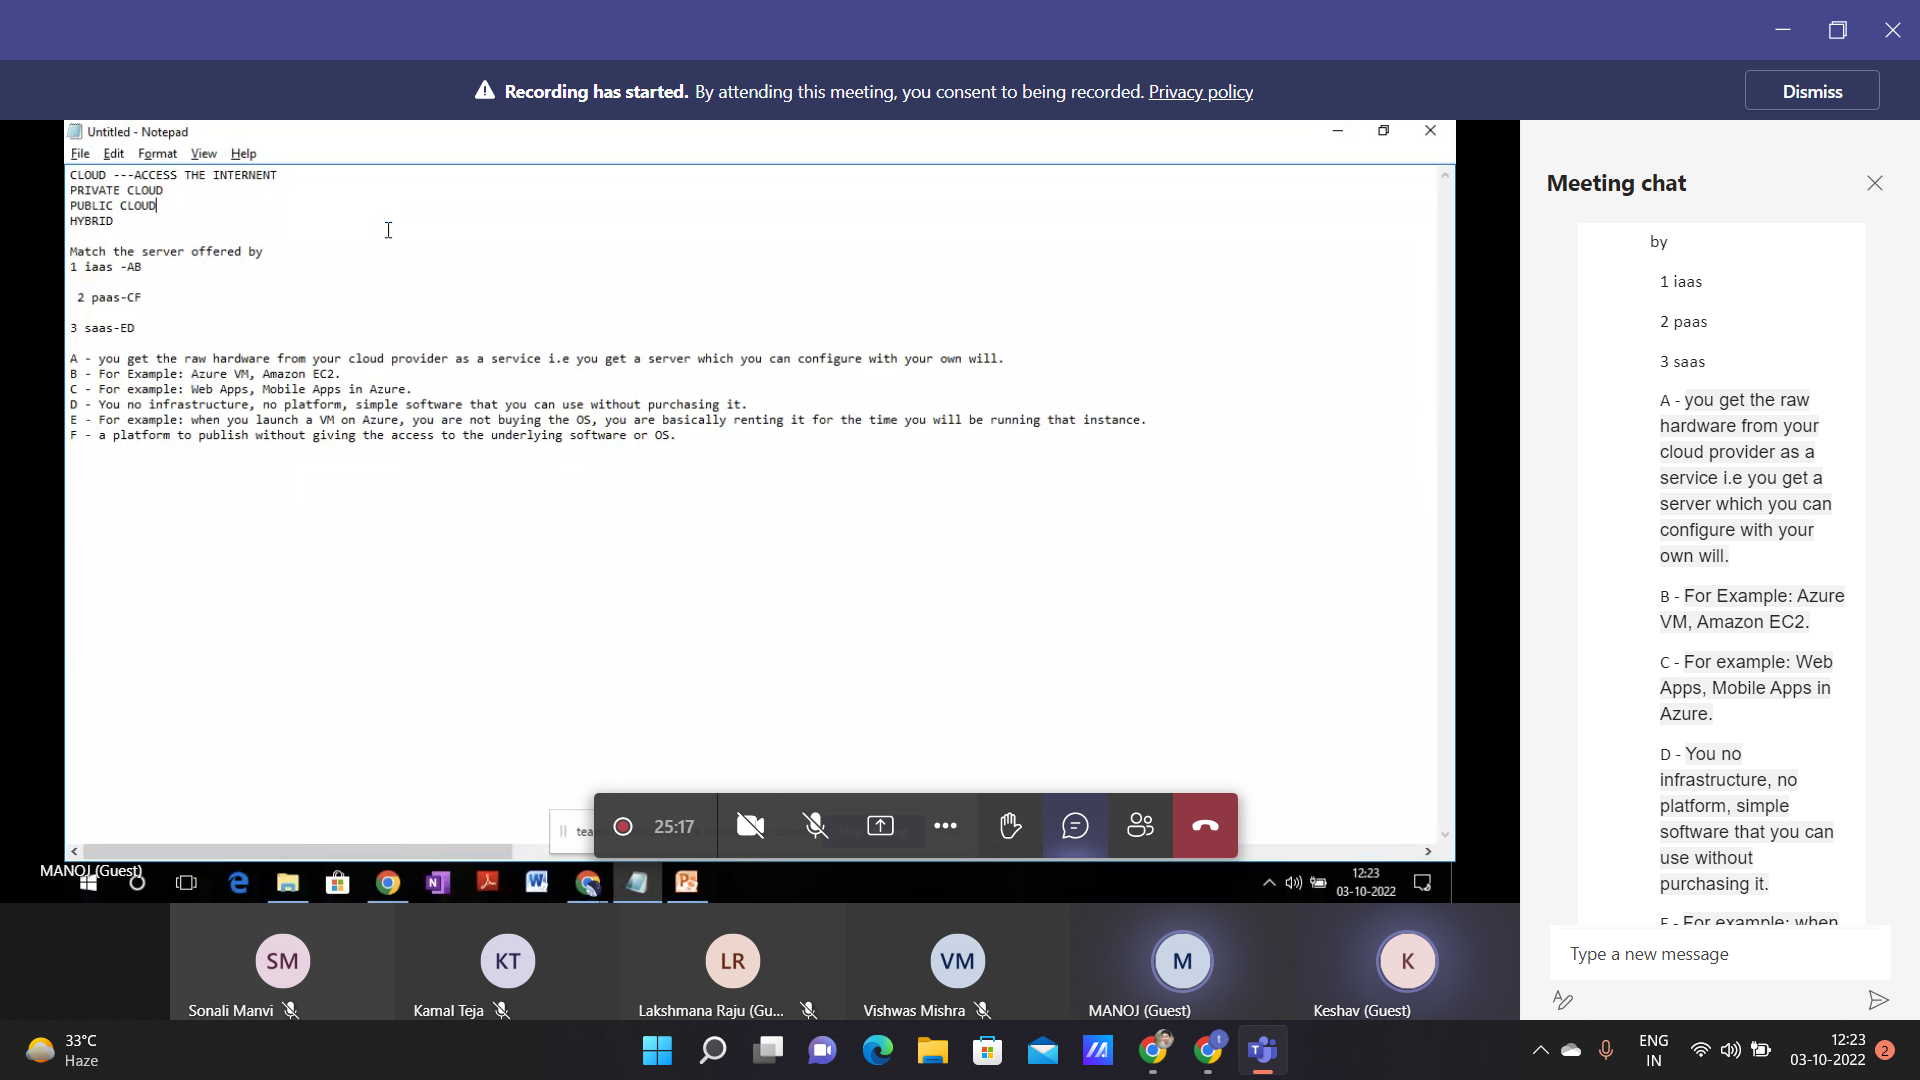 Recording has started. By attending this meeting, you consent to being recorded. Privacy policy
Dismiss
Untitled - Notepad
File Edit Format View Help
CLOUD ---ACCESS THE INTERNENT
PRIVATE CLOUD
PUBLIC CLOUD
HYBRID
Match the server offered by
1 iaas -AB
2 paas-CF
3 saas-ED
A - you get the raw hardware from your cloud provider as a service i.e you get a server which you can configure with your own will.
B - For Example: Azure VM, Amazon EC2.
C - For example: Web Apps, Mobile Apps in Azure.
D - You no infrastructure, no platform, simple software that you can use without purchasing it.
E - For example: when you launch a VM on Azure, you are not buying the OS, you are basically renting it for the time you will be running that instance.
F - a platform to publish without giving the access to the underlying software or OS.
25:17
MANOJ (Guest)
12:23
03-10-2022
Meeting chat
by
1 iaas
2 paas
3 saas
A - you get the raw
hardware from your
cloud provider as a
service i.e you get a
server which you can
configure with your
own will.
B - For Example: Azure
VM, Amazon EC2.
C - For example: Web
Apps, Mobile Apps in
Azure.
D - You no
infrastructure, no
platform, simple
software that you can
use without
purchasing it.
E - For example: when
Type a new message
SM
KT
LR
VM
M
K
Sonali Manvi
Kamal Teja
Lakshmana Raju (Gu...
Vishwas Mishra
MANOJ (Guest)
Keshav (Guest)
33°C
Haze
ENG
IN
12:23
03-10-2022
2